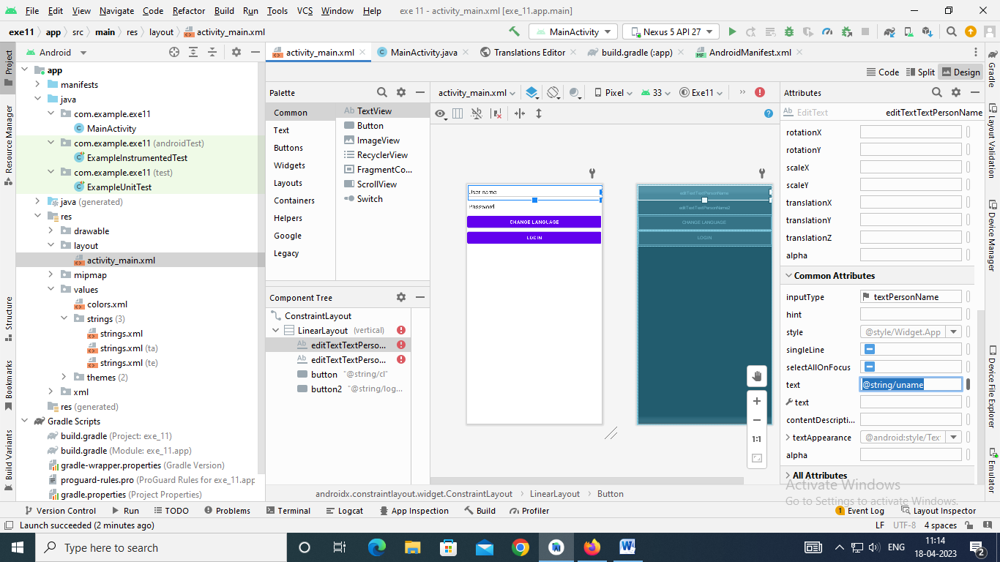 File Edit View Navigate Code Refactor Build Run Tools VCS Window Help exe 11 - activity_main.xml [exe_11.app.main]
exe11 app src main res layout activity_main.xml MainActivity Nexus 5 API 27
Project
Resource Manager
Structure
Bookmarks
Build Variants
Android
app
manifests
java
com.example.exe11
MainActivity
com.example.exe11 (androidTest)
ExampleInstrumentedTest
com.example.exe11 (test)
ExampleUnitTest
java (generated)
res
drawable
layout
activity_main.xml
mipmap
values
colors.xml
strings (3)
strings.xml
strings.xml (ta)
strings.xml (te)
themes (2)
xml
res (generated)
Gradle Scripts
build.gradle (Project: exe_11)
build.gradle (Module: exe_11.app)
gradle-wrapper.properties (Gradle Version)
proguard-rules.pro (ProGuard Rules for exe_11.app
gradle.properties (Project Properties)
activity_main.xml MainActivity.java Translations Editor build.gradle (:app) AndroidManifest.xml
Code Split Design
Palette
Common
Text
Buttons
Widgets
Layouts
Containers
Helpers
Google
Legacy
Ab TextView
Button
ImageView
RecyclerView
FragmentCo...
ScrollView
Switch
Component Tree
ConstraintLayout
LinearLayout (vertical)
Ab editTextTextPerso...
Ab editTextTextPerso...
button "@string/cl"
button2 "@string/log...
activity_main.xml Pixel 33 Exe11
User name
Password
CHANGE LANGUAGE
LOGIN
editTextTextPersonName
editTextTextPersonName2
CHANGE LANGUAGE
LOGIN
1:1
androidx.constraintlayout.widget.ConstraintLayout LinearLayout Button
Attributes
Ab EditText editTextTextPersonName
rotationX
rotationY
scaleX
scaleY
translationX
translationY
translationZ
alpha
Common Attributes
inputType textPersonName
hint
style @style/Widget.App
singleLine
selectAllOnFocus
text @string/uname
text
contentDescripti...
textAppearance @android:style/Tex
alpha
All Attributes
Activate Windows
Go to Settings to activate Windows.
Gradle
Layout Validation
Device Manager
Device File Explorer
Emulator
Version Control Run TODO Problems Terminal Logcat App Inspection Build Profiler 1 Event Log Layout Inspector
Launch succeeded (2 minutes ago) LF UTF-8 4 spaces
Type here to search ENG 11:14
18-04-2023 2